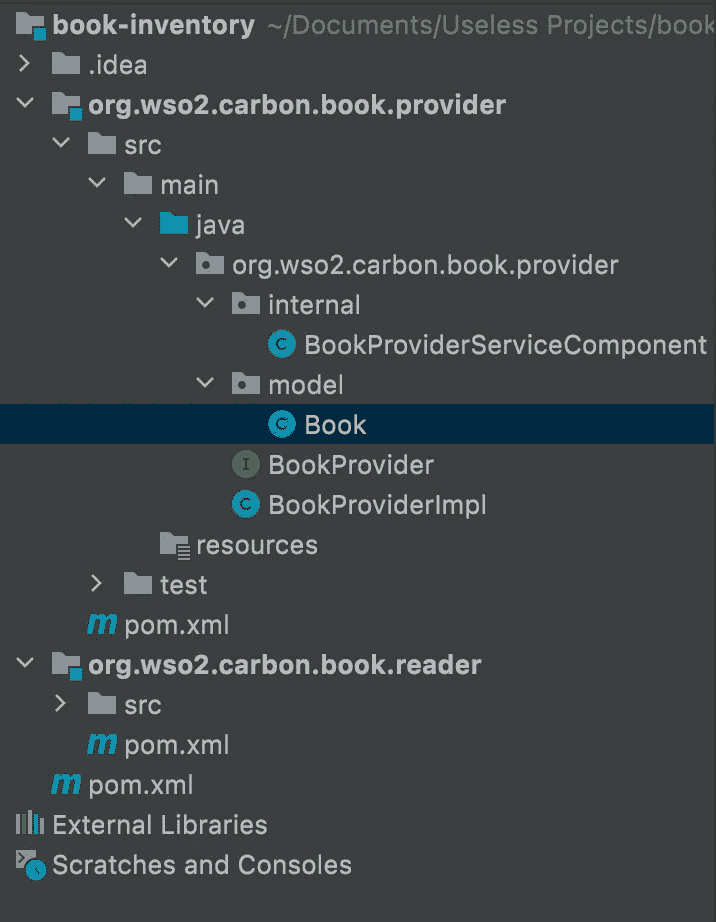 book-inventory ~/Documents/Useless Projects/book
.idea
org.wso2.carbon.book.provider
src
main
java
org.wso2.carbon.book.provider
internal
C BookProviderServiceComponent
model
C Book
I BookProvider
C BookProviderImpl
resources
test
m pom.xml
org.wso2.carbon.book.reader
src
m pom.xml
m pom.xml
External Libraries
Scratches and Consoles